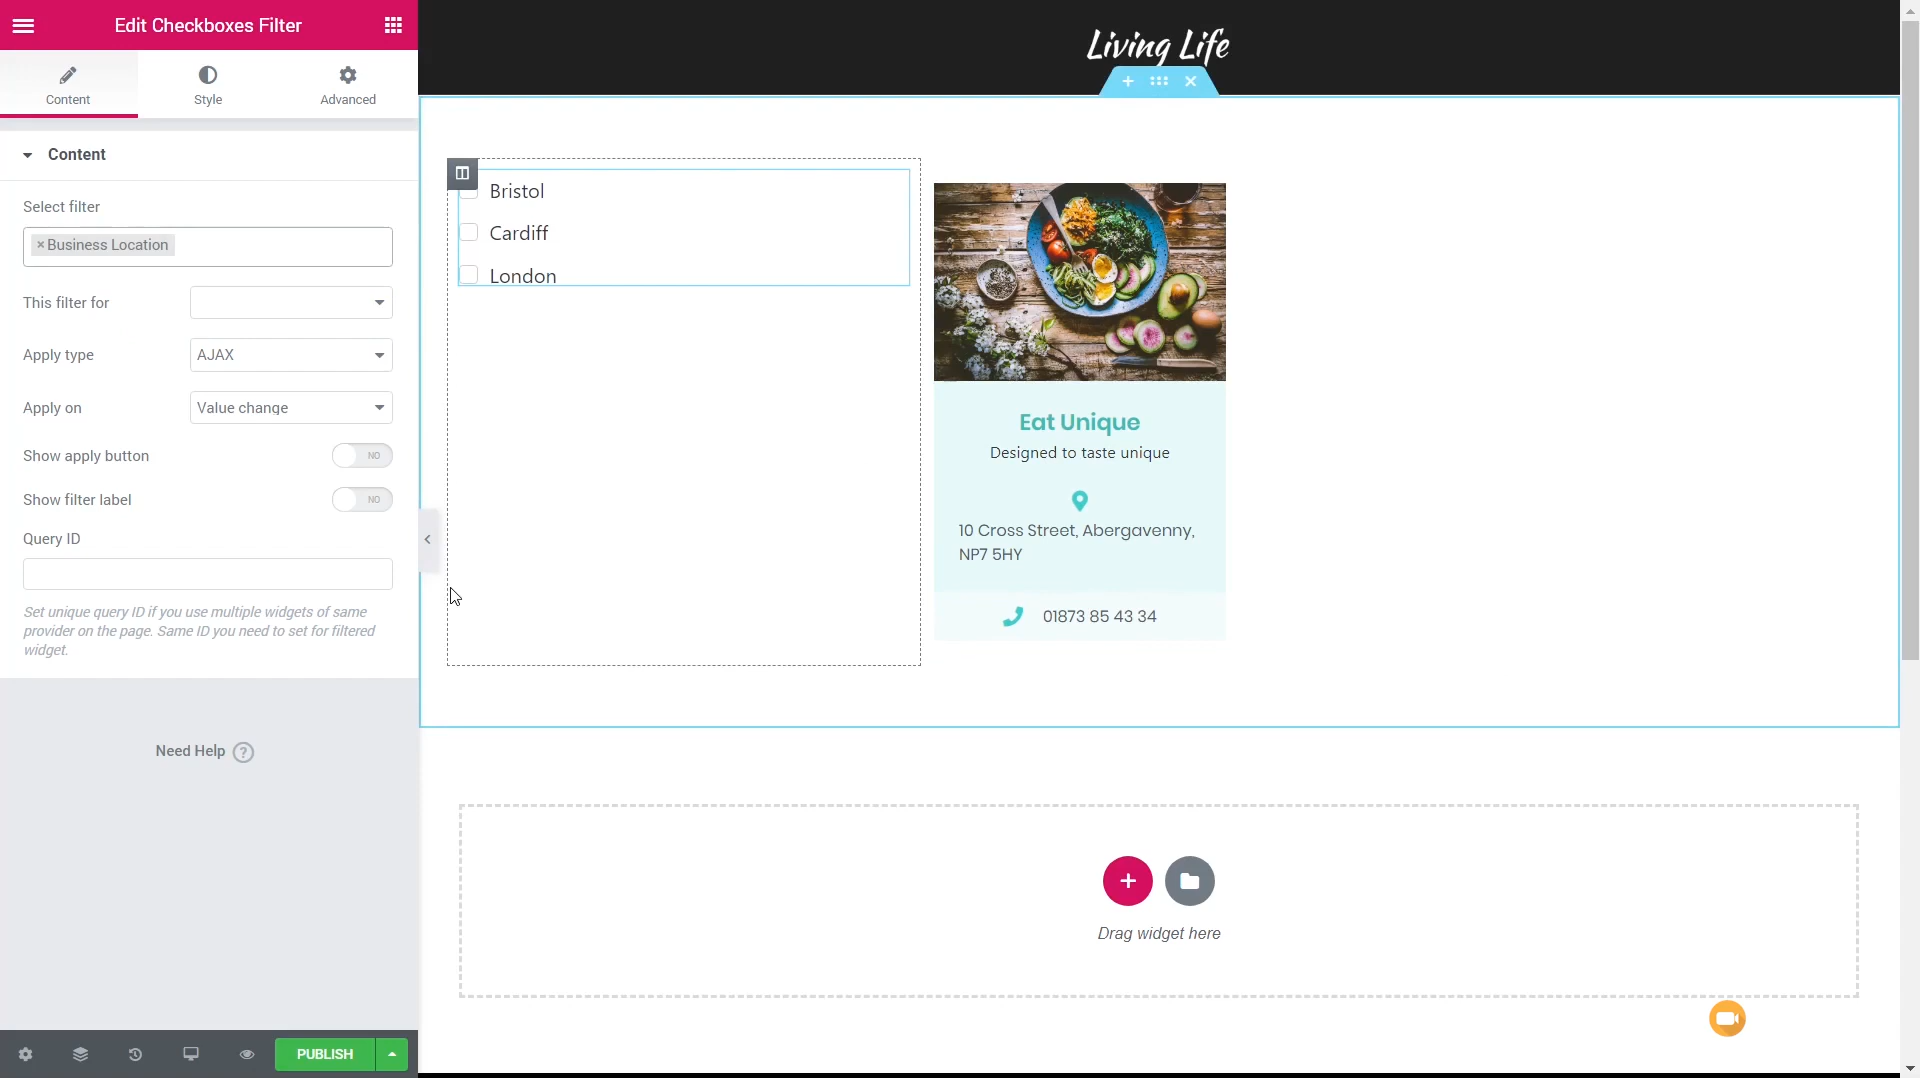 Edit Checkboxes Filter
Content
Style
Advanced
Content
Select filter
×Business Location
This filter for
Apply type
AJAX
Apply on
Value change
Show apply button
NO
Show filter label
NO
Query ID
Set unique query ID if you use multiple widgets of same
provider on the page. Same ID you need to set for filtered
widget.
Need Help ?
PUBLISH
Living Life
Bristol
Cardiff
London
Eat Unique
Designed to taste unique
10 Cross Street, Abergavenny,
NP7 5HY
01873 85 43 34
Drag widget here